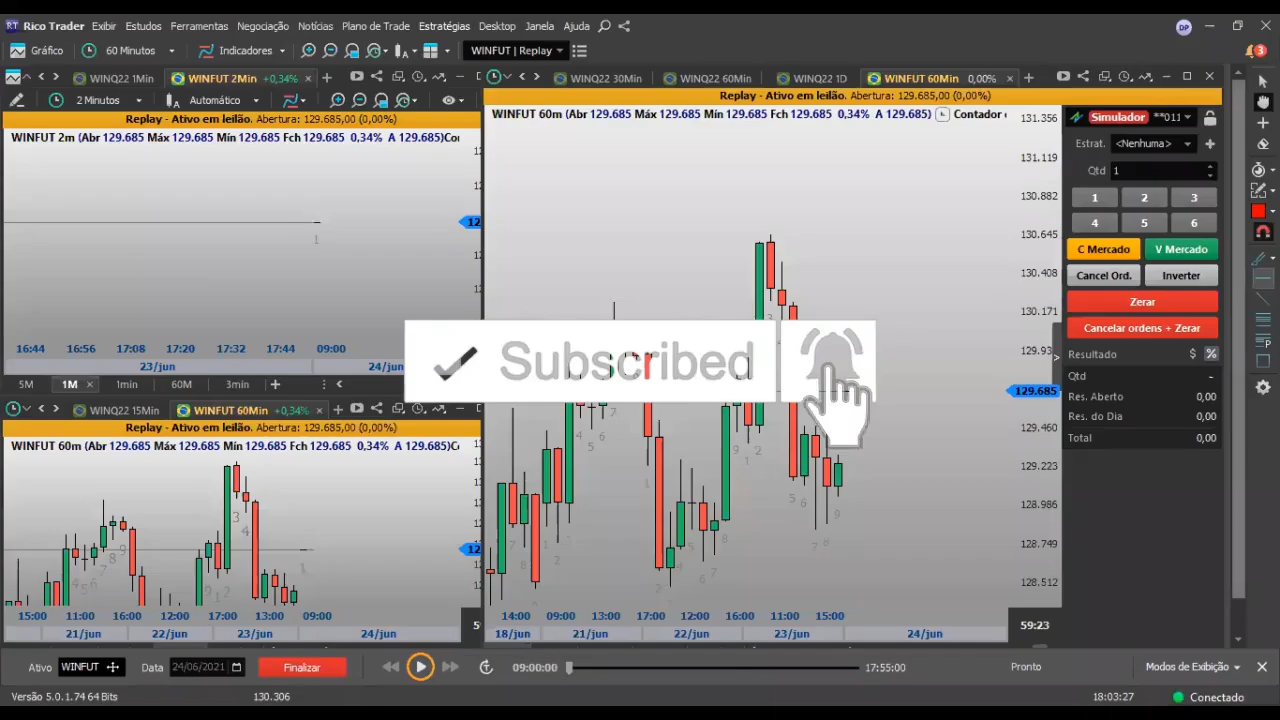 RT Rico Trader Exibir Estudos Ferramentas Negociação Notícias Plano de Trade Estratégias Desktop Janela Ajuda DP
Gráfico 60 Minutos Indicadores WINFUT | Replay 3
WINQ22 1Min WINFUT 2Min +0,34%
2 Minutos Automático
Replay - Ativo em leilão. Abertura: 129.685,00 (0,00%)
WINFUT 2m (Abr 129.685 Máx 129.685 Mín 129.685 Fch 129.685 0,34% A 129.685)Co
1
16:44 16:56 17:08 17:20 17:32 17:44 09:00
23/jun 24/jun
5M 1M 1min 60M 3min
WINQ22 15Min WINFUT 60Min +0,34%
Replay - Ativo em leilão. Abertura: 129.685,00 (0,00%)
WINFUT 60m (Abr 129.685 Máx 129.685 Mín 129.685 Fch 129.685 0,34% A 129.685)Co
15:00 11:00 16:00 12:00 17:00 13:00 09:00
21/jun 22/jun 23/jun 24/jun
WINQ22 30Min WINQ22 60Min WINQ22 1D WINFUT 60Min 0,00%
Replay - Ativo em leilão. Abertura: 129.685,00 (0,00%)
WINFUT 60m (Abr 129.685 Máx 129.685 Mín 129.685 Fch 129.685 0,34% A 129.685) Contador
131.356
131.119
130.882
130.645
130.408
130.171
129.93
129.685
129.460
129.223
128.986
128.749
128.512
Subscribed
14:00 09:00 13:00 17:00 12:00 16:00 11:00 15:00
18/jun 21/jun 22/jun 23/jun 24/jun
59:23
Simulador **011
Estrat. <Nenhuma>
Qtd 1
1 2 3
4 5 6
C Mercado V Mercado
Cancel Ord. Inverter
Zerar
Cancelar ordens + Zerar
Resultado $ %
Qtd -
Res. Aberto 0,00
Res. do Dia 0,00
Total 0,00
Ativo WINFUT Data 24/06/2021 Finalizar 09:00:00 17:55:00 Pronto Modos de Exibição
Versão 5.0.1.74 64 Bits 130.306 18:03:27 Conectado